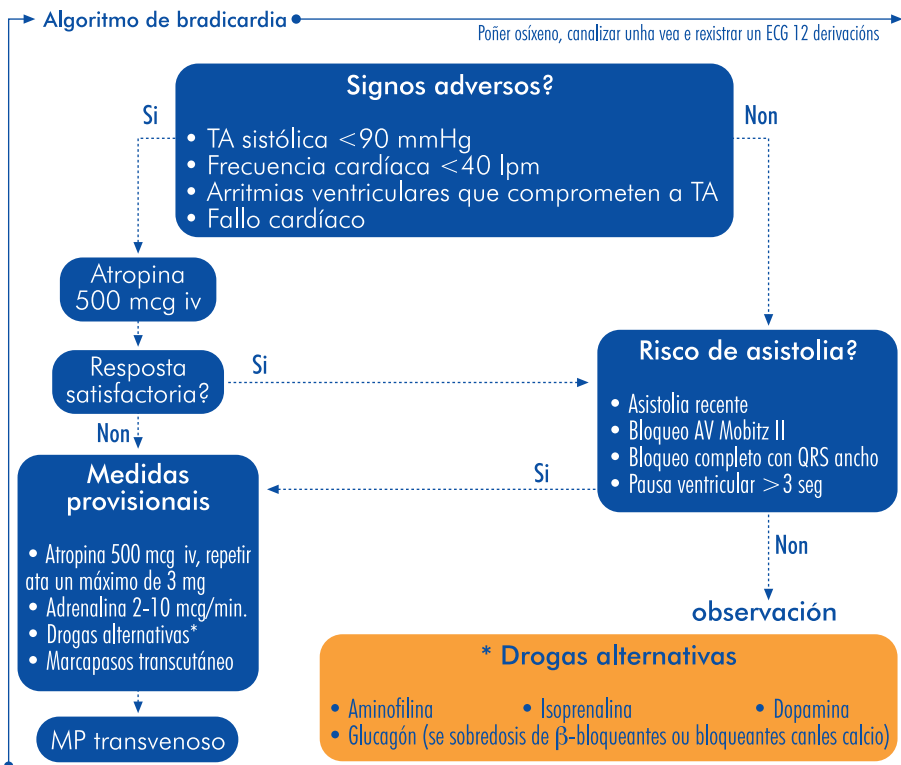 Algoritmo de bradicardia
Poñer osíxeno, canalizar unha vea e rexistrar un ECG 12 derivacións
Signos adversos?
• TA sistólica <90 mmHg
• Frecuencia cardíaca <40 lpm
• Arritmias ventriculares que comprometen a TA
• Fallo cardíaco
Si
Non
Atropina
500 mcg iv
Resposta
satisfactoria?
Si
Non
Risco de asistolia?
• Asistolia recente
• Bloqueo AV Mobitz II
• Bloqueo completo con QRS ancho
• Pausa ventricular >3 seg
Si
Non
Medidas
provisionais
• Atropina 500 mcg iv, repetir
ata un máximo de 3 mg
• Adrenalina 2-10 mcg/min.
• Drogas alternativas*
• Marcapasos transcutáneo
MP transvenoso
observación
* Drogas alternativas
• Aminofilina • Isoprenalina • Dopamina
• Glucagón (se sobredosis de β-bloqueantes ou bloqueantes canles calcio)